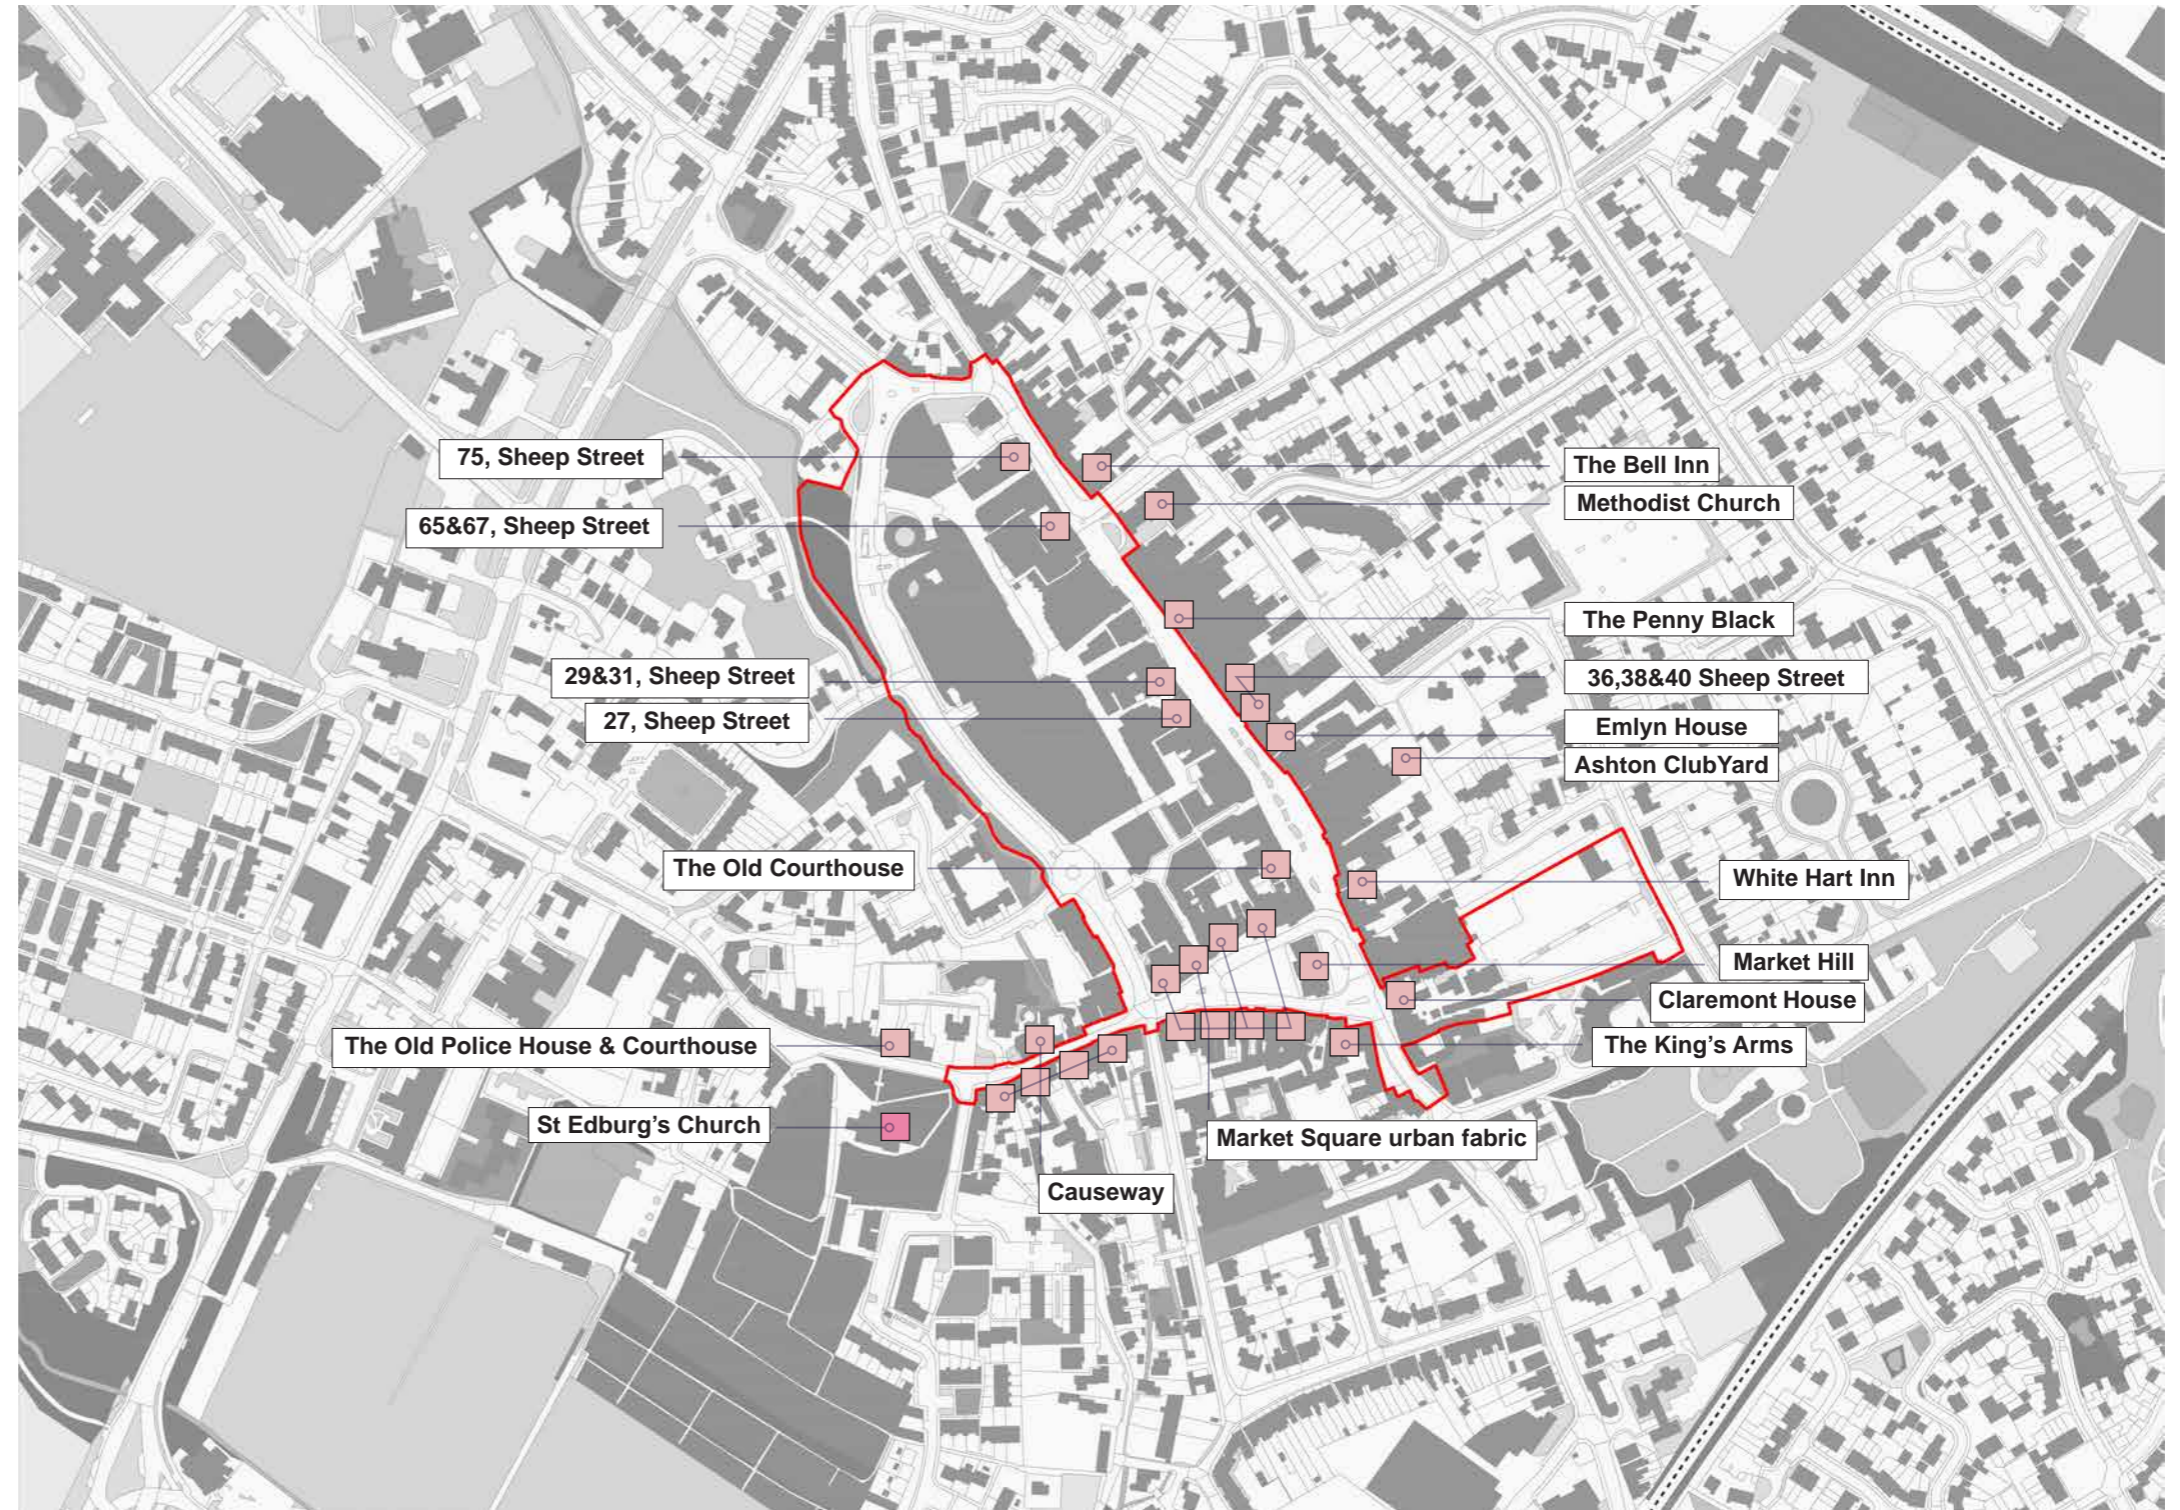 75, Sheep Street
65&67, Sheep Street
29&31, Sheep Street
27, Sheep Street
The Old Courthouse
The Old Police House & Courthouse
St Edburg's Church
Causeway
Market Square urban fabric
The Bell Inn
Methodist Church
The Penny Black
36,38&40 Sheep Street
Emlyn House
Ashton ClubYard
White Hart Inn
Market Hill
Claremont House
The King's Arms